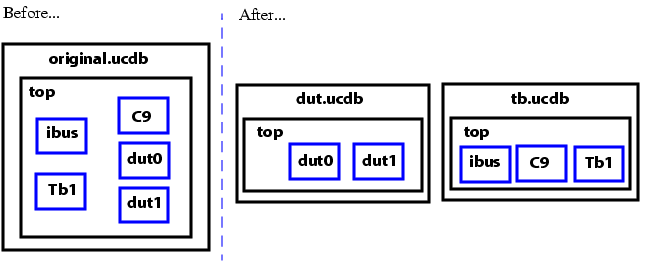 Before...
After...
original.ucdb
top
C9
ibus
dut0
Tb1
dut1
dut.ucdb
top
dut0 dut1
tb.ucdb
top
ibus C9 Tb1